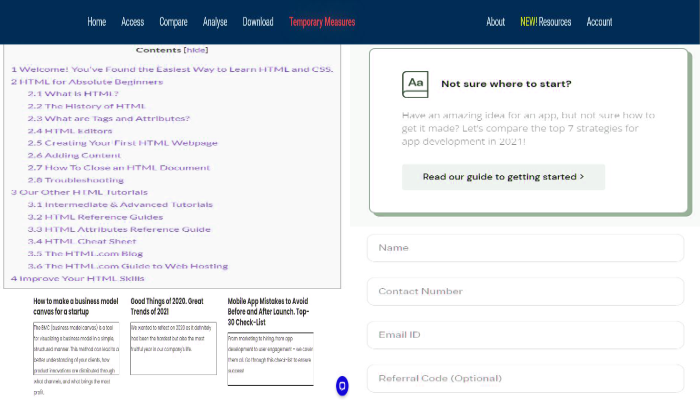 Home Access Compare Analyse Download Temporary Measures About NEW! Resources Account
Contents [hide]
1 Welcome! You've Found the Easiest Way to Learn HTML and CSS.
2 HTML for Absolute Beginners
2.1 What is HTML?
2.2 The History of HTML
2.3 What are Tags and Attributes?
2.4 HTML Editors
2.5 Creating Your First HTML Webpage
2.6 Adding Content
2.7 How To Close an HTML Document
2.8 Troubleshooting
3 Our Other HTML Tutorials
3.1 Intermediate & Advanced Tutorials
3.2 HTML Reference Guides
3.3 HTML Attributes Reference Guide
3.4 HTML Cheat Sheet
3.5 The HTML.com Blog
3.6 The HTML.com Guide to Web Hosting
4 Improve Your HTML Skills
How to make a business model
canvas for a startup
The BMC (business model canvas) is a tool
for visualizing a business model in a simple,
structured manner. This method can lead to a
better understanding of your clients, how
product innovations are distributed through
what channels, and what brings the most
profit.
Good Things of 2020. Great
Trends of 2021
We wanted to reflect on 2020 as it definitely
had been the hardest but also the most
fruitful year in our company's life.
Mobile App Mistakes to Avoid
Before and After Launch. Top-
30 Check-List
From marketing to hiring, from app
development to user engagement – we cover
them all. Go through this check-list to ensure
success!
Aa
Not sure where to start?
Have an amazing idea for an app, but not sure how to
get it made? Let's compare the top 7 strategies for
app development in 2021!
Read our guide to getting started >
Name
Contact Number
Email ID
Referral Code (Optional)